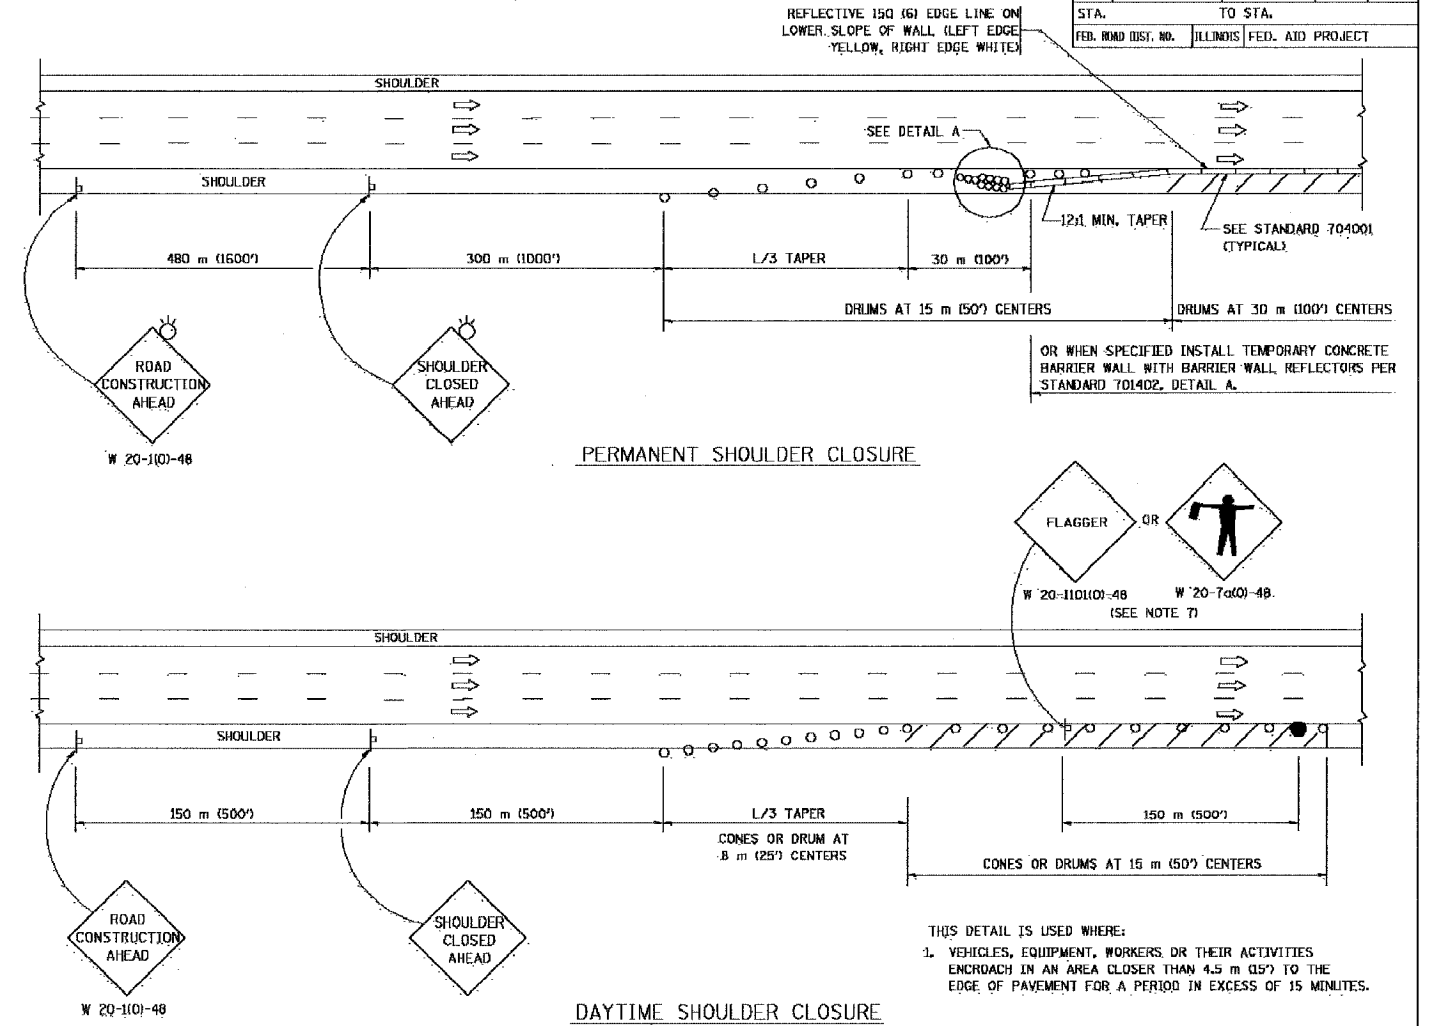 REFLECTIVE 150 (6) EDGE LINE ON
LOWER SLOPE OF WALL (LEFT EDGE
YELLOW, RIGHT EDGE WHITE)
STA. TO STA.
FED. ROAD DIST. NO. ILLINOIS FED. AID PROJECT
SHOULDER
SEE DETAIL A
SHOULDER
12:1 MIN. TAPER
SEE STANDARD 704001
(TYPICAL)
480 m (1600') 300 m (1000') L/3 TAPER 30 m (100')
DRUMS AT 15 m (50') CENTERS DRUMS AT 30 m (100') CENTERS
OR WHEN SPECIFIED INSTALL TEMPORARY CONCRETE
BARRIER WALL WITH BARRIER WALL REFLECTORS PER
STANDARD 701402, DETAIL A.
ROAD
CONSTRUCTION
AHEAD
W 20-1(O)-48
SHOULDER
CLOSED
AHEAD
PERMANENT SHOULDER CLOSURE
FLAGGER
OR
W 20-1101(O)-48 W 20-7a(O)-48
(SEE NOTE 7)
SHOULDER
SHOULDER
150 m (500') 150 m (500') L/3 TAPER 150 m (500')
CONES OR DRUM AT
8 m (25') CENTERS
CONES OR DRUMS AT 15 m (50') CENTERS
ROAD
CONSTRUCTION
AHEAD
W 20-1(O)-48
SHOULDER
CLOSED
AHEAD
THIS DETAIL IS USED WHERE:
1. VEHICLES, EQUIPMENT, WORKERS OR THEIR ACTIVITIES
ENCROACH IN AN AREA CLOSER THAN 4.5 m (15') TO THE
EDGE OF PAVEMENT FOR A PERIOD IN EXCESS OF 15 MINUTES.
DAYTIME SHOULDER CLOSURE